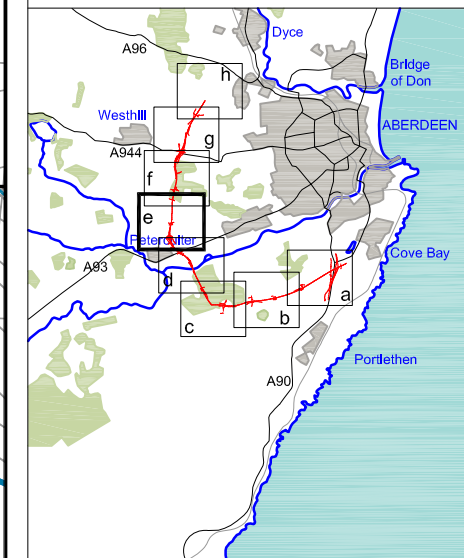 Dyce
A96
h
Bridge
of Don
Westhill
ABERDEEN
g
A944
f
e
Peterculter
Cove Bay
A93
d
a
b
c
Portlethen
A90